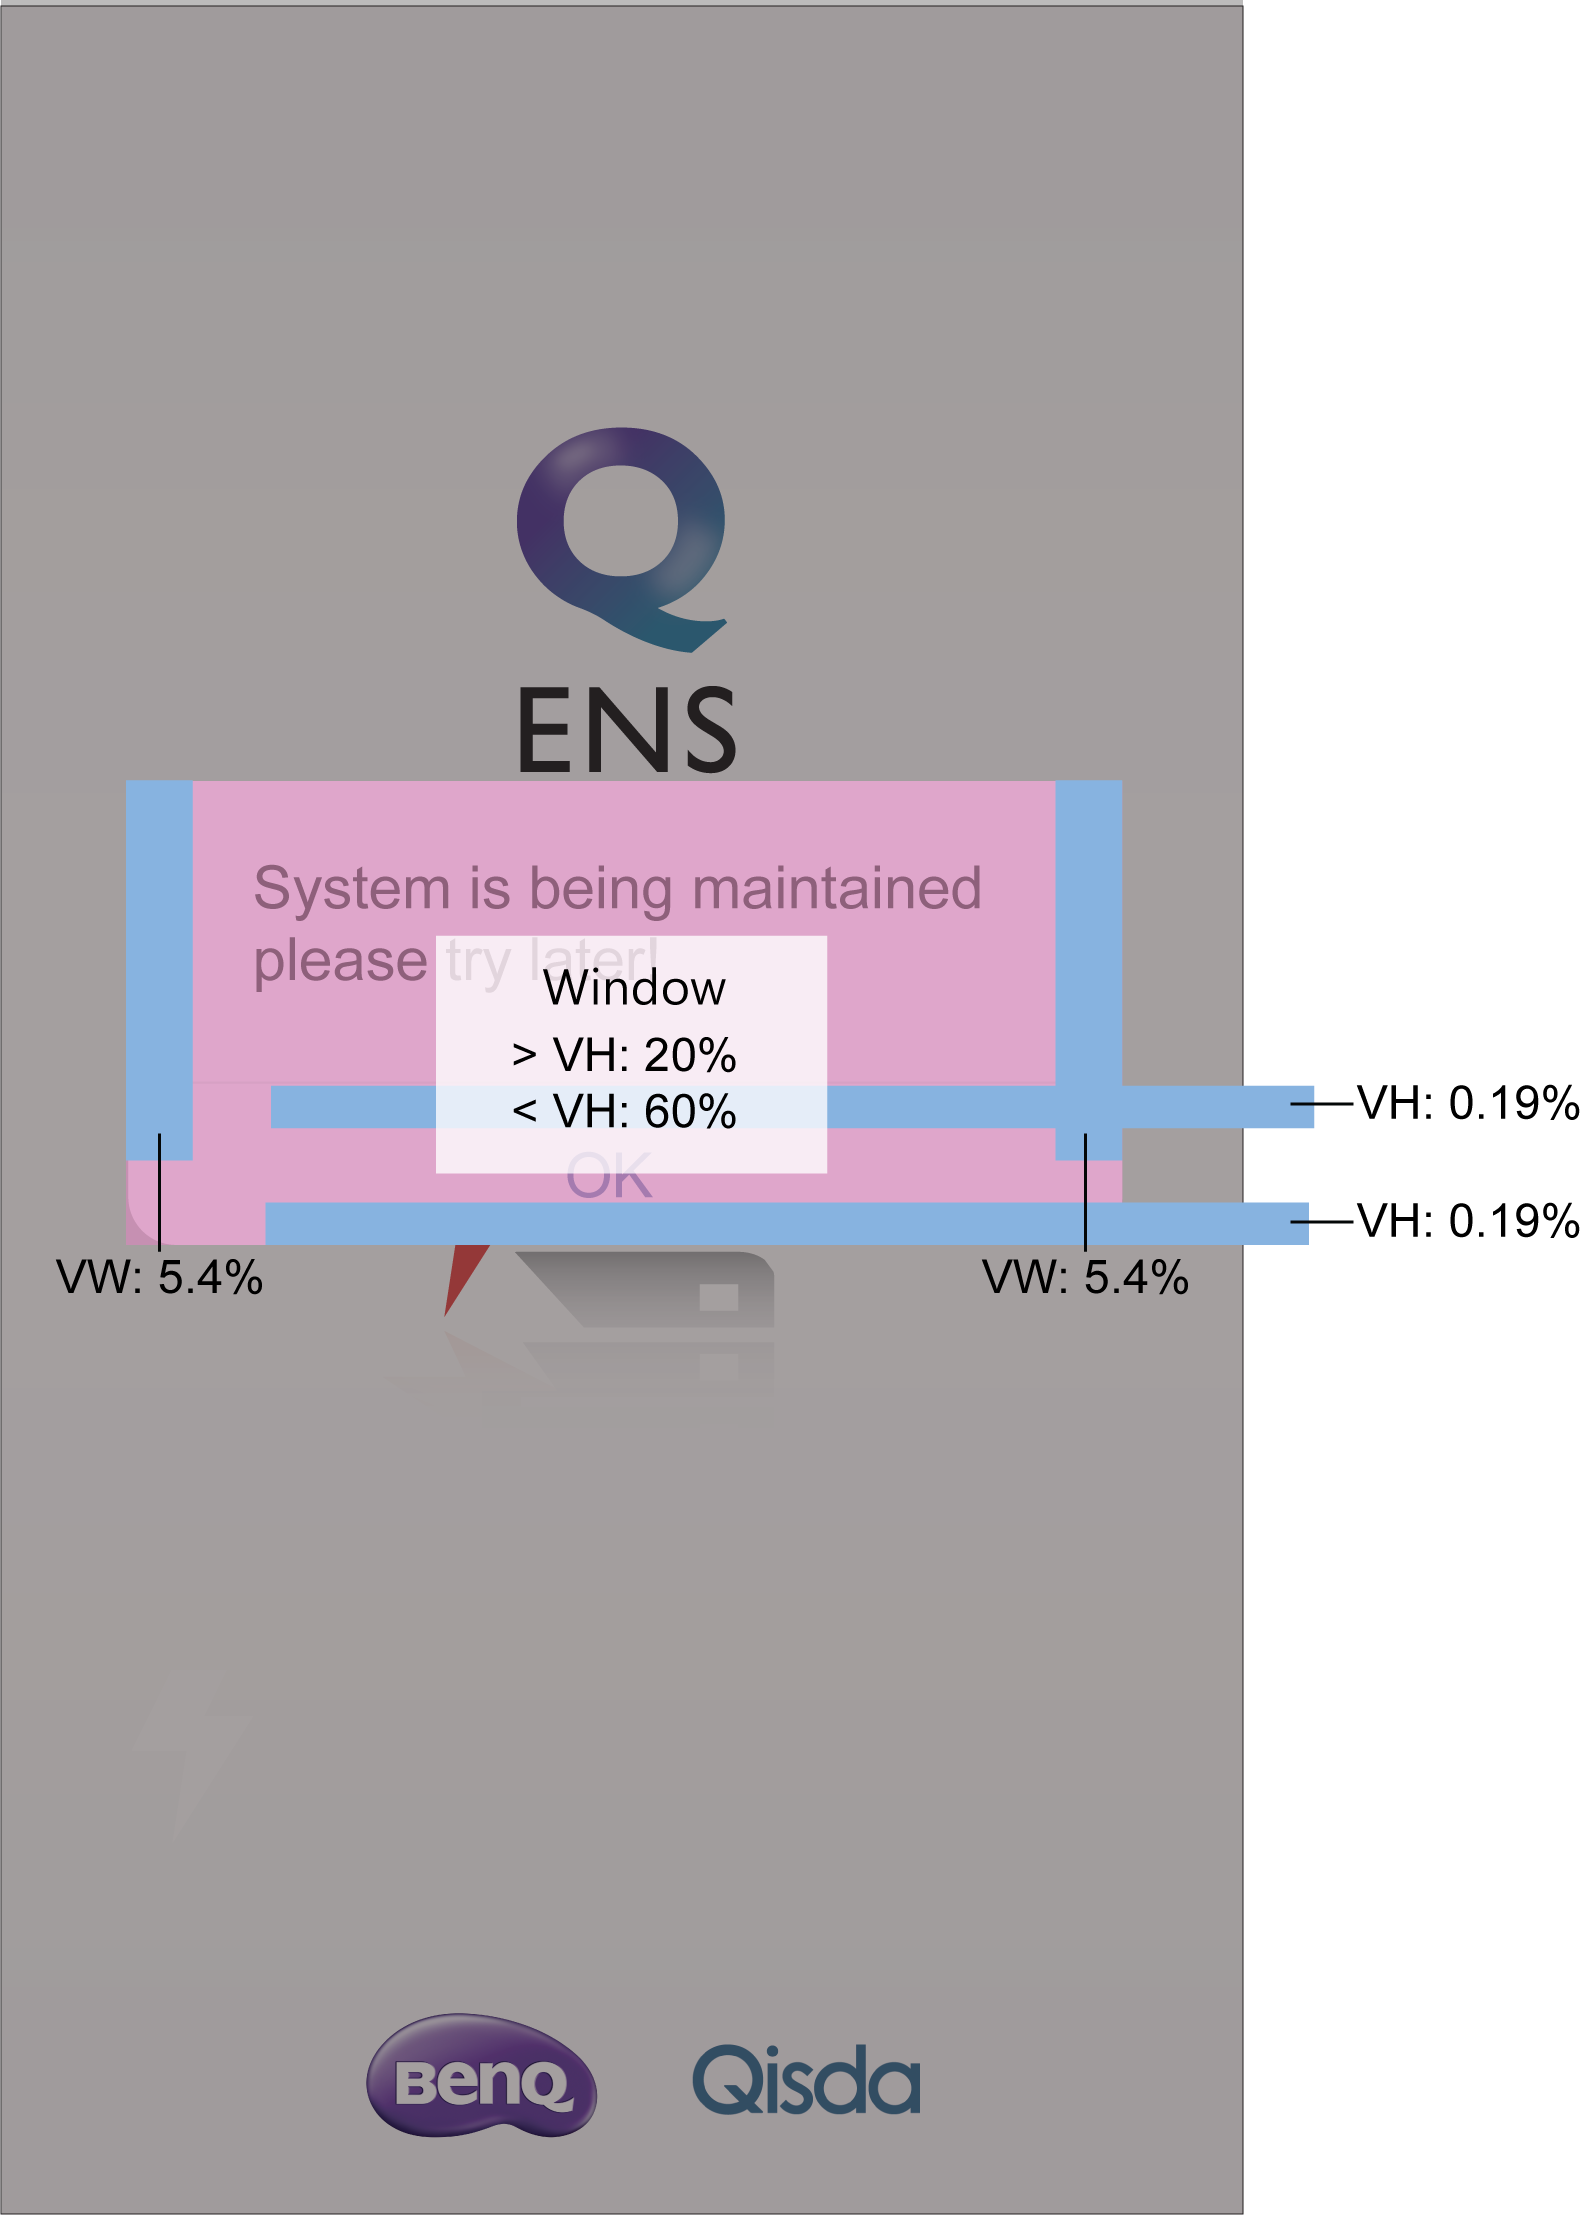 Q
ENS
System is being maintained
please try later!
Window
> VH: 20%
< VH: 60%
VH: 0.19%
OK
VH: 0.19%
VW: 5.4%
VW: 5.4%
BenQ
Qisda